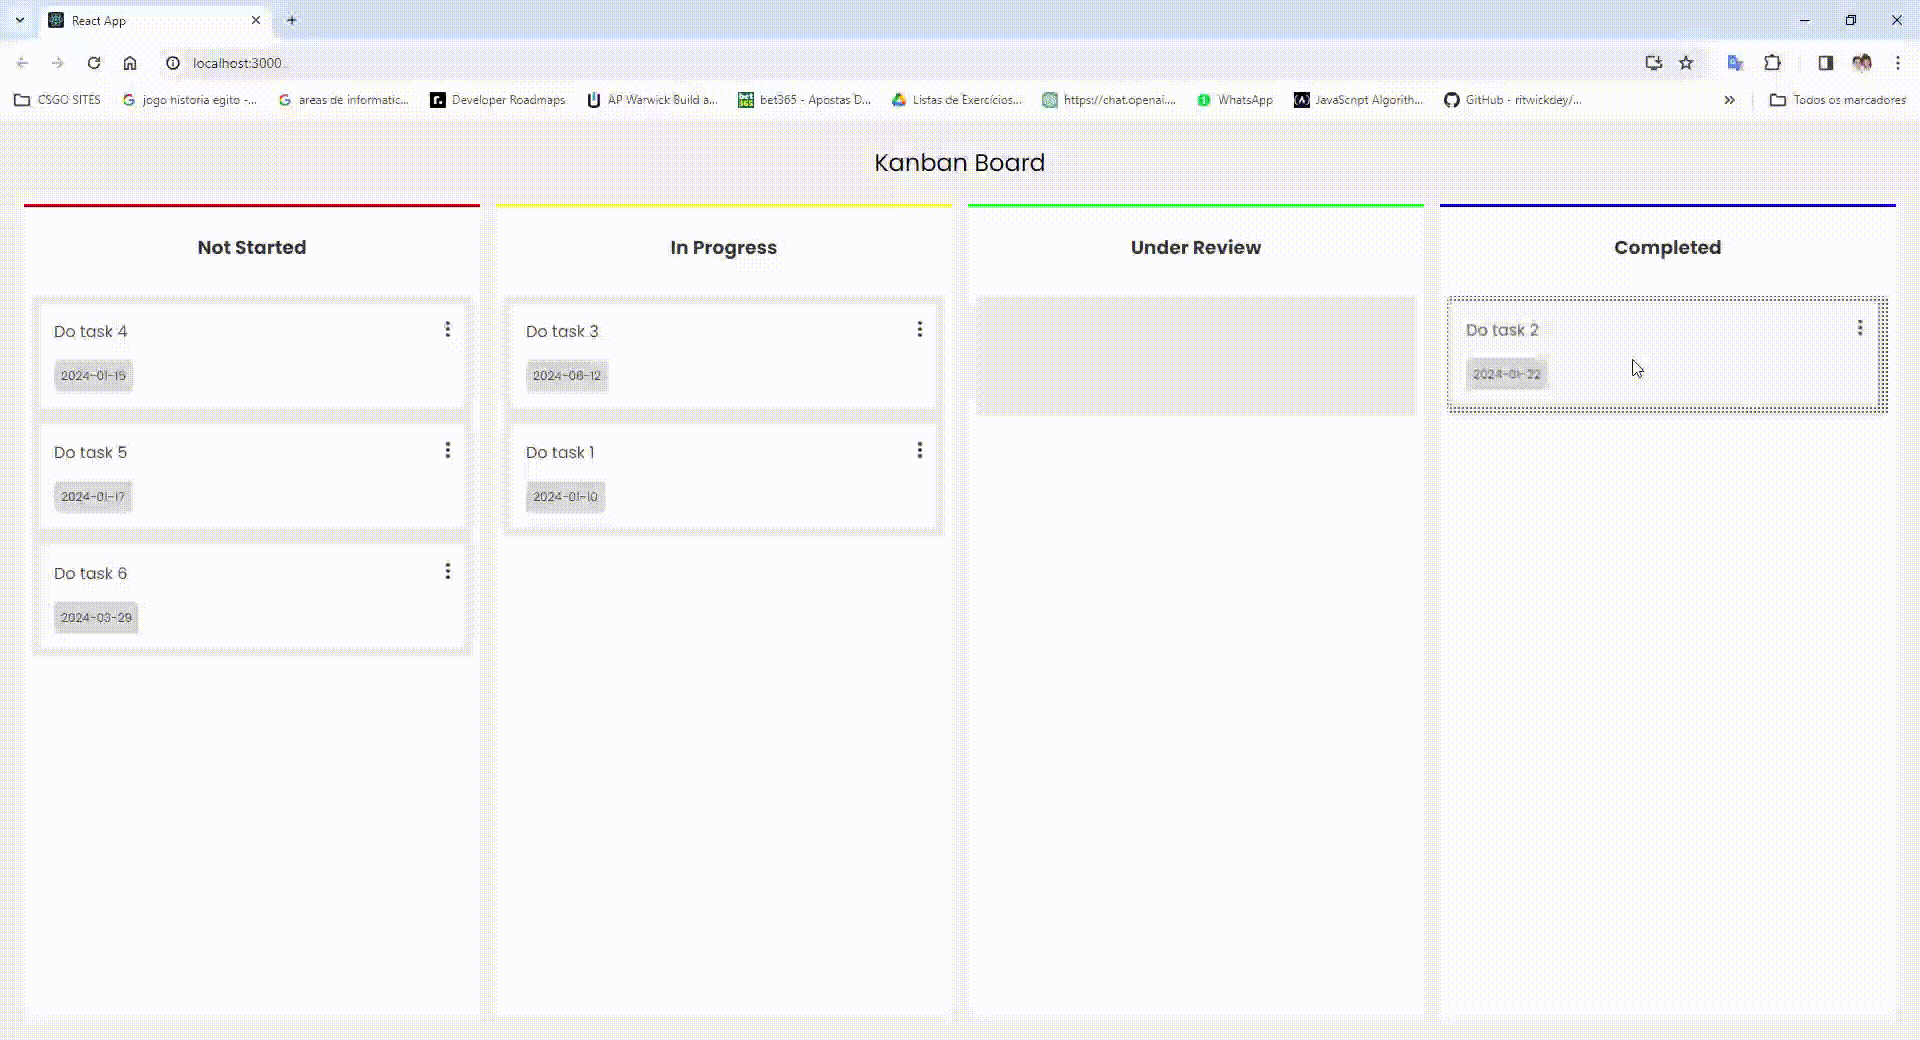 React App
localhost:3000
CSGO SITES
jogo historia egito -...
areas de informatic...
Developer Roadmaps
AP Warwick Build a...
bet365 - Apostas D...
Listas de Exercícios...
https://chat.openai....
WhatsApp
JavaScript Algorith...
GitHub - ritwickdey/...
Todos os marcadores
Kanban Board
Not Started
In Progress
Under Review
Completed
Do task 4
2024-01-15
Do task 5
2024-01-17
Do task 6
2024-03-29
Do task 3
2024-06-12
Do task 1
2024-01-10
Do task 2
2024-01-22